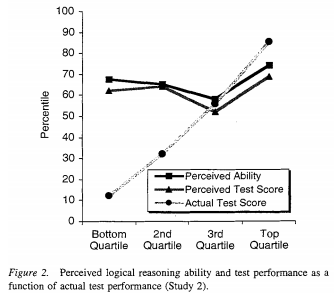 100
90
80
70
60
50
40
30
20
10
0
Percentile
Perceived Ability
Perceived Test Score
Actual Test Score
Bottom 2nd 3rd Top
Quartile Quartile Quartile Quartile
Figure 2. Perceived logical reasoning ability and test performance as a
function of actual test performance (Study 2).